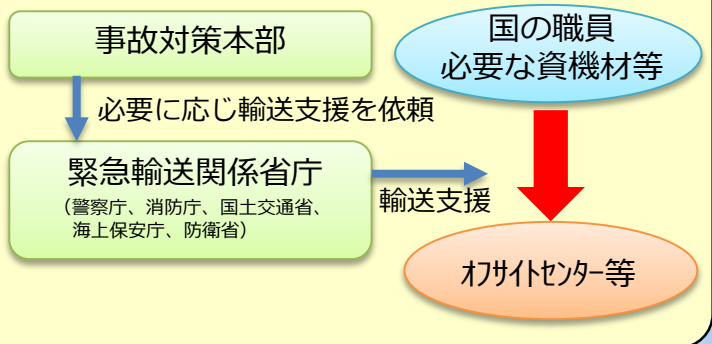 事故対策本部
必要に応じ輸送支援を依頼
緊急輸送関係省庁
(警察庁、消防庁、国土交通省、
海上保安庁、防衛省)
輸送支援
国の職員
必要な資機材等
ｵﾌｻｲﾄｾﾝﾀｰ等